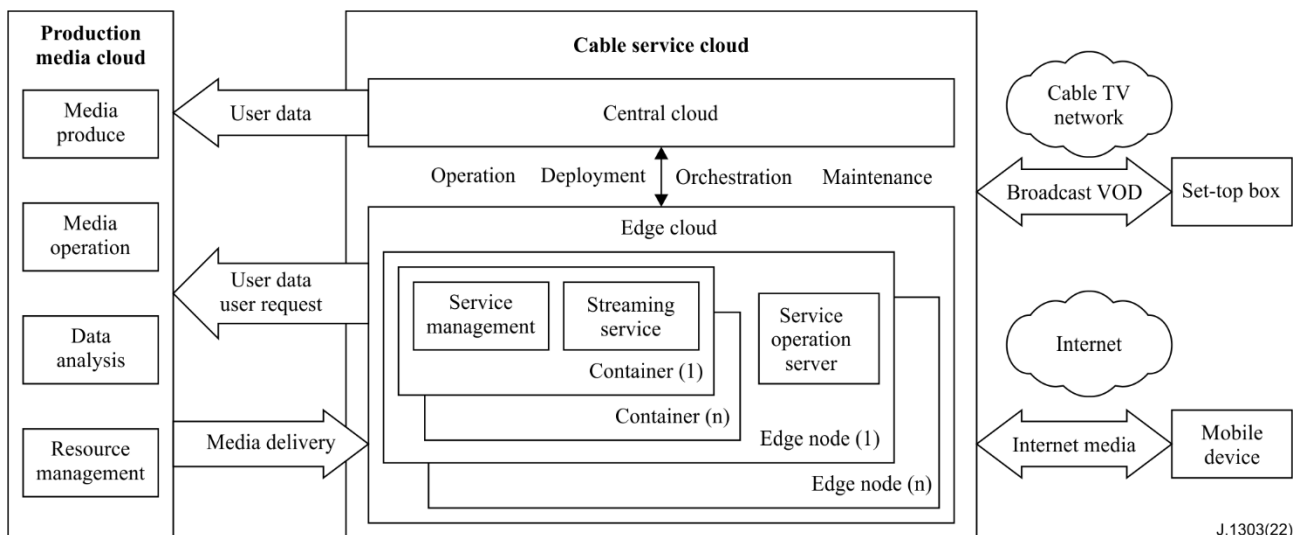 Production
media cloud
Media
produce
Media
operation
Data
analysis
Resource
management
User data
User data
user request
Media delivery
Cable service cloud
Central cloud
Operation Deployment Orchestration Maintenance
Edge cloud
Service
management
Streaming
service
Container (1)
Container (n)
Service
operation
server
Edge node (1)
Edge node (n)
Cable TV
network
Broadcast VOD
Set-top box
Internet
Internet media
Mobile
device
J.1303(22)